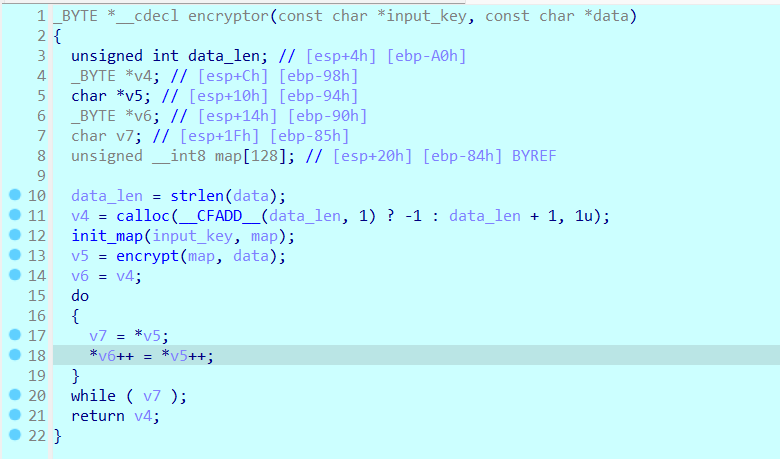 1 _BYTE *__cdecl encryptor(const char *input_key, const char *data)
2 {
3 unsigned int data_len; // [esp+4h] [ebp-A0h]
4 _BYTE *v4; // [esp+Ch] [ebp-98h]
5 char *v5; // [esp+10h] [ebp-94h]
6 _BYTE *v6; // [esp+14h] [ebp-90h]
7 char v7; // [esp+1Fh] [ebp-85h]
8 unsigned __int8 map[128]; // [esp+20h] [ebp-84h] BYREF
9
10 data_len = strlen(data);
11 v4 = calloc(__CFADD__(data_len, 1) ? -1 : data_len + 1, 1u);
12 init_map(input_key, map);
13 v5 = encrypt(map, data);
14 v6 = v4;
15 do
16 {
17 v7 = *v5;
18 *v6++ = *v5++;
19 }
20 while ( v7 );
21 return v4;
22 }